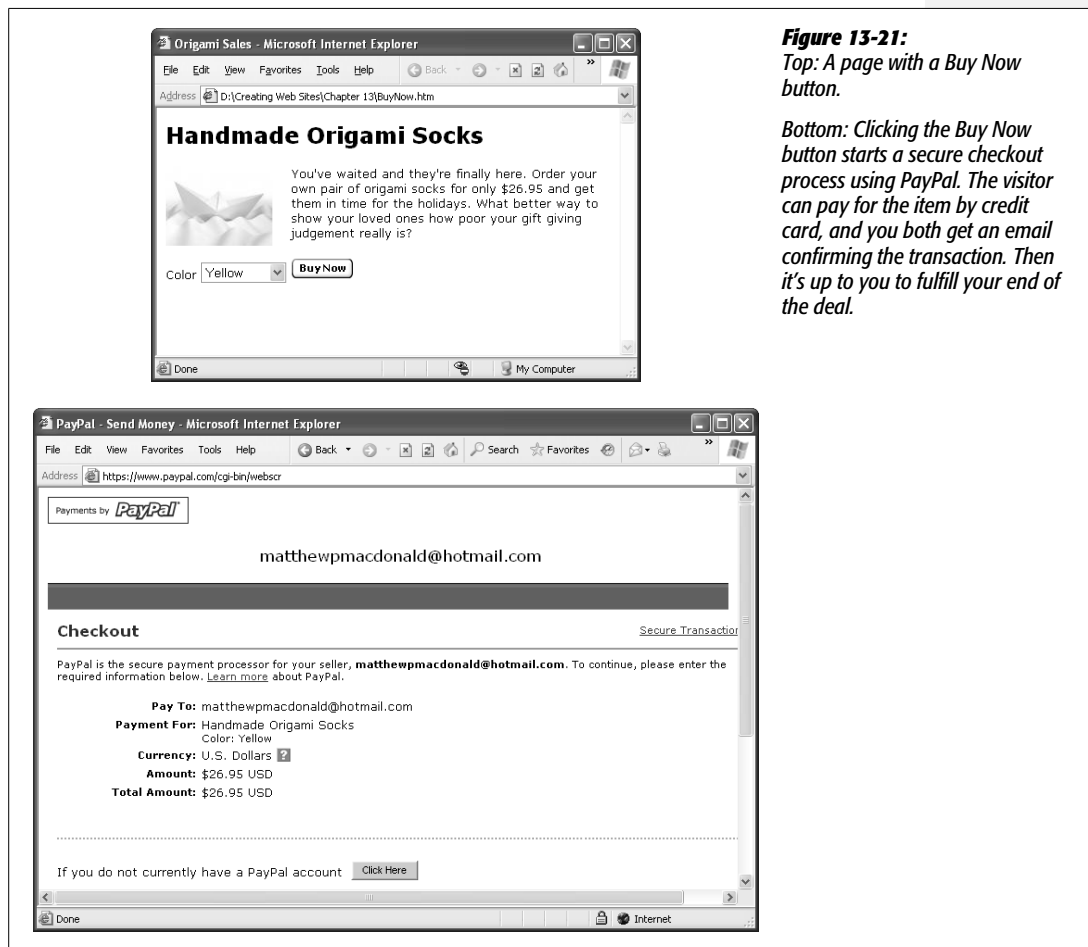 Origami Sales - Microsoft Internet Explorer
File Edit View Favorites Tools Help Back »
Address D:\Creating Web Sites\Chapter 13\BuyNow.htm
Handmade Origami Socks
You've waited and they're finally here. Order your
own pair of origami socks for only $26.95 and get
them in time for the holidays. What better way to
show your loved ones how poor your gift giving
judgement really is?
Color Yellow Buy Now
Done My Computer
Figure 13-21:
Top: A page with a Buy Now
button.
Bottom: Clicking the Buy Now
button starts a secure checkout
process using PayPal. The visitor
can pay for the item by credit
card, and you both get an email
confirming the transaction. Then
it's up to you to fulfill your end of
the deal.
PayPal - Send Money - Microsoft Internet Explorer
File Edit View Favorites Tools Help Back Search Favorites »
Address https://www.paypal.com/cgi-bin/webscr
Payments by PayPal
matthewpmacdonald@hotmail.com
Checkout
Secure Transaction
PayPal is the secure payment processor for your seller, matthewpmacdonald@hotmail.com. To continue, please enter the
required information below. Learn more about PayPal.
Pay To: matthewpmacdonald@hotmail.com
Payment For: Handmade Origami Socks
Color: Yellow
Currency: U.S. Dollars ?
Amount: $26.95 USD
Total Amount: $26.95 USD
If you do not currently have a PayPal account Click Here
Done Internet